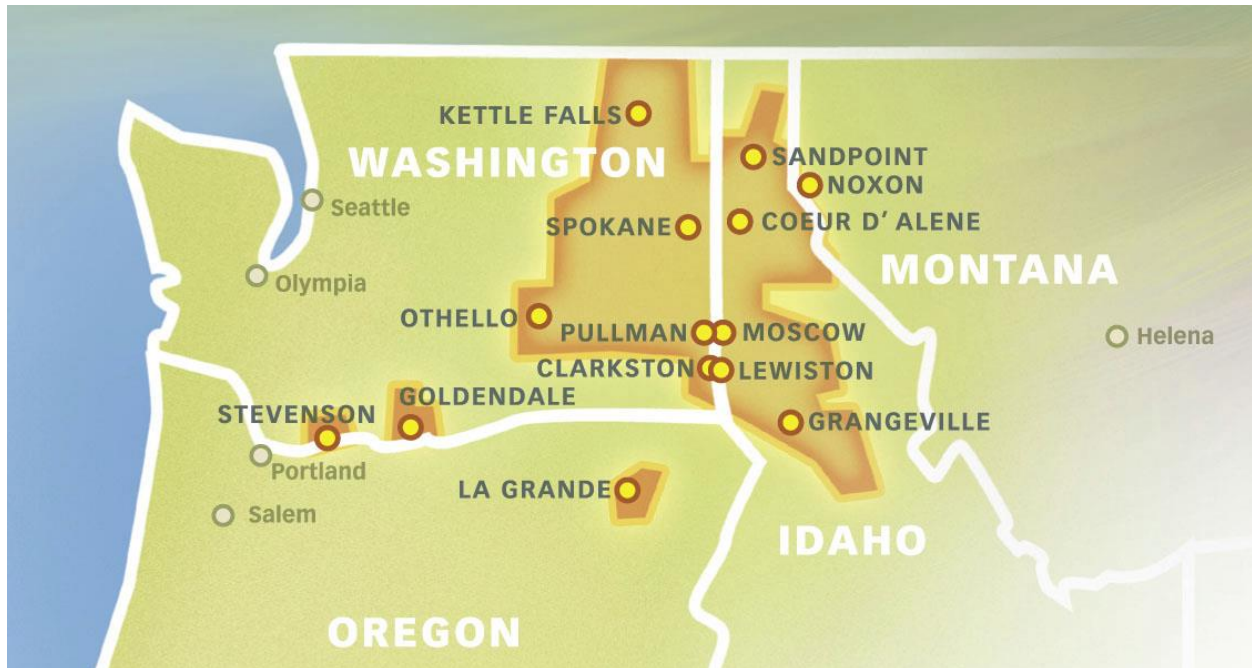 KETTLE FALLS
WASHINGTON
SANDPOINT
NOXON
Seattle
SPOKANE
COEUR D’ ALENE
Olympia
MONTANA
OTHELLO
PULLMAN
MOSCOW
Helena
CLARKSTON
LEWISTON
GOLDENDALE
STEVENSON
GRANGEVILLE
Portland
LA GRANDE
Salem
IDAHO
OREGON